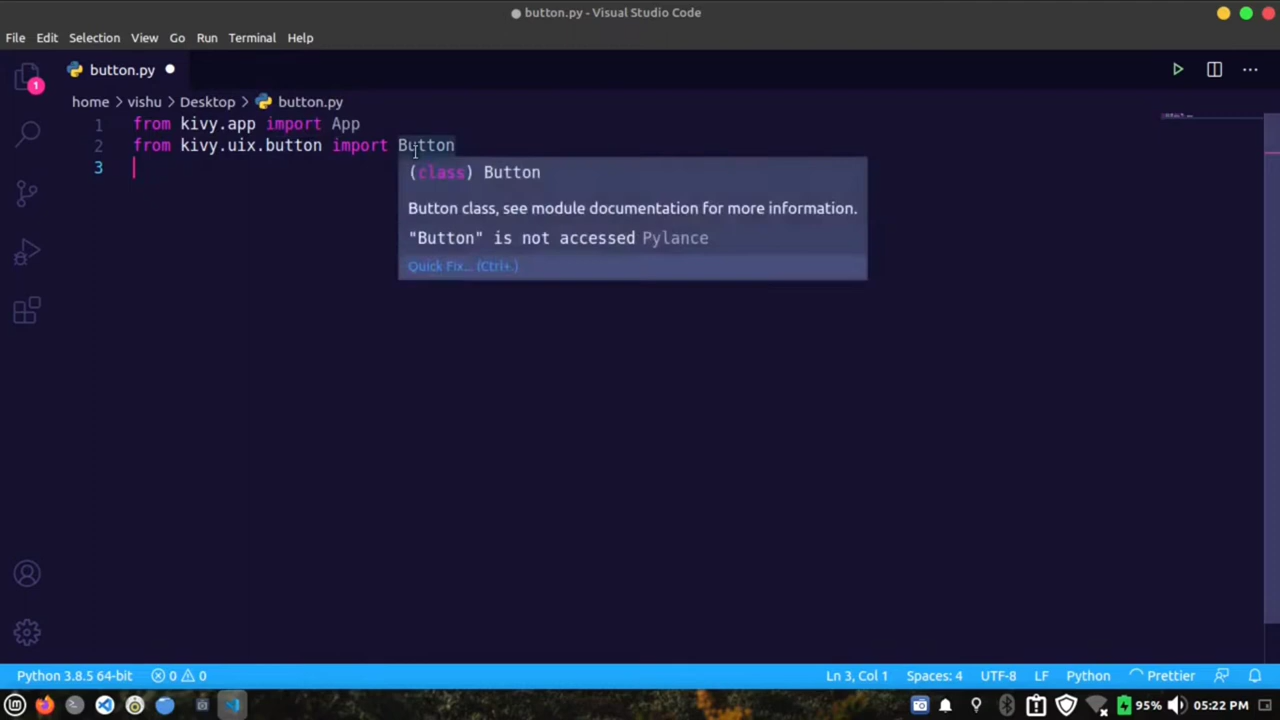 button.py - Visual Studio Code
File Edit Selection View Go Run Terminal Help
1
button.py
home > vishu > Desktop > button.py
1 from kivy.app import App
2 from kivy.uix.button import Button
3
(class) Button
Button class, see module documentation for more information.
"Button" is not accessed Pylance
Quick Fix... (Ctrl+.)
Python 3.8.5 64-bit 0 0 Ln 3, Col 1 Spaces: 4 UTF-8 LF Python Prettier
95% 05:22 PM